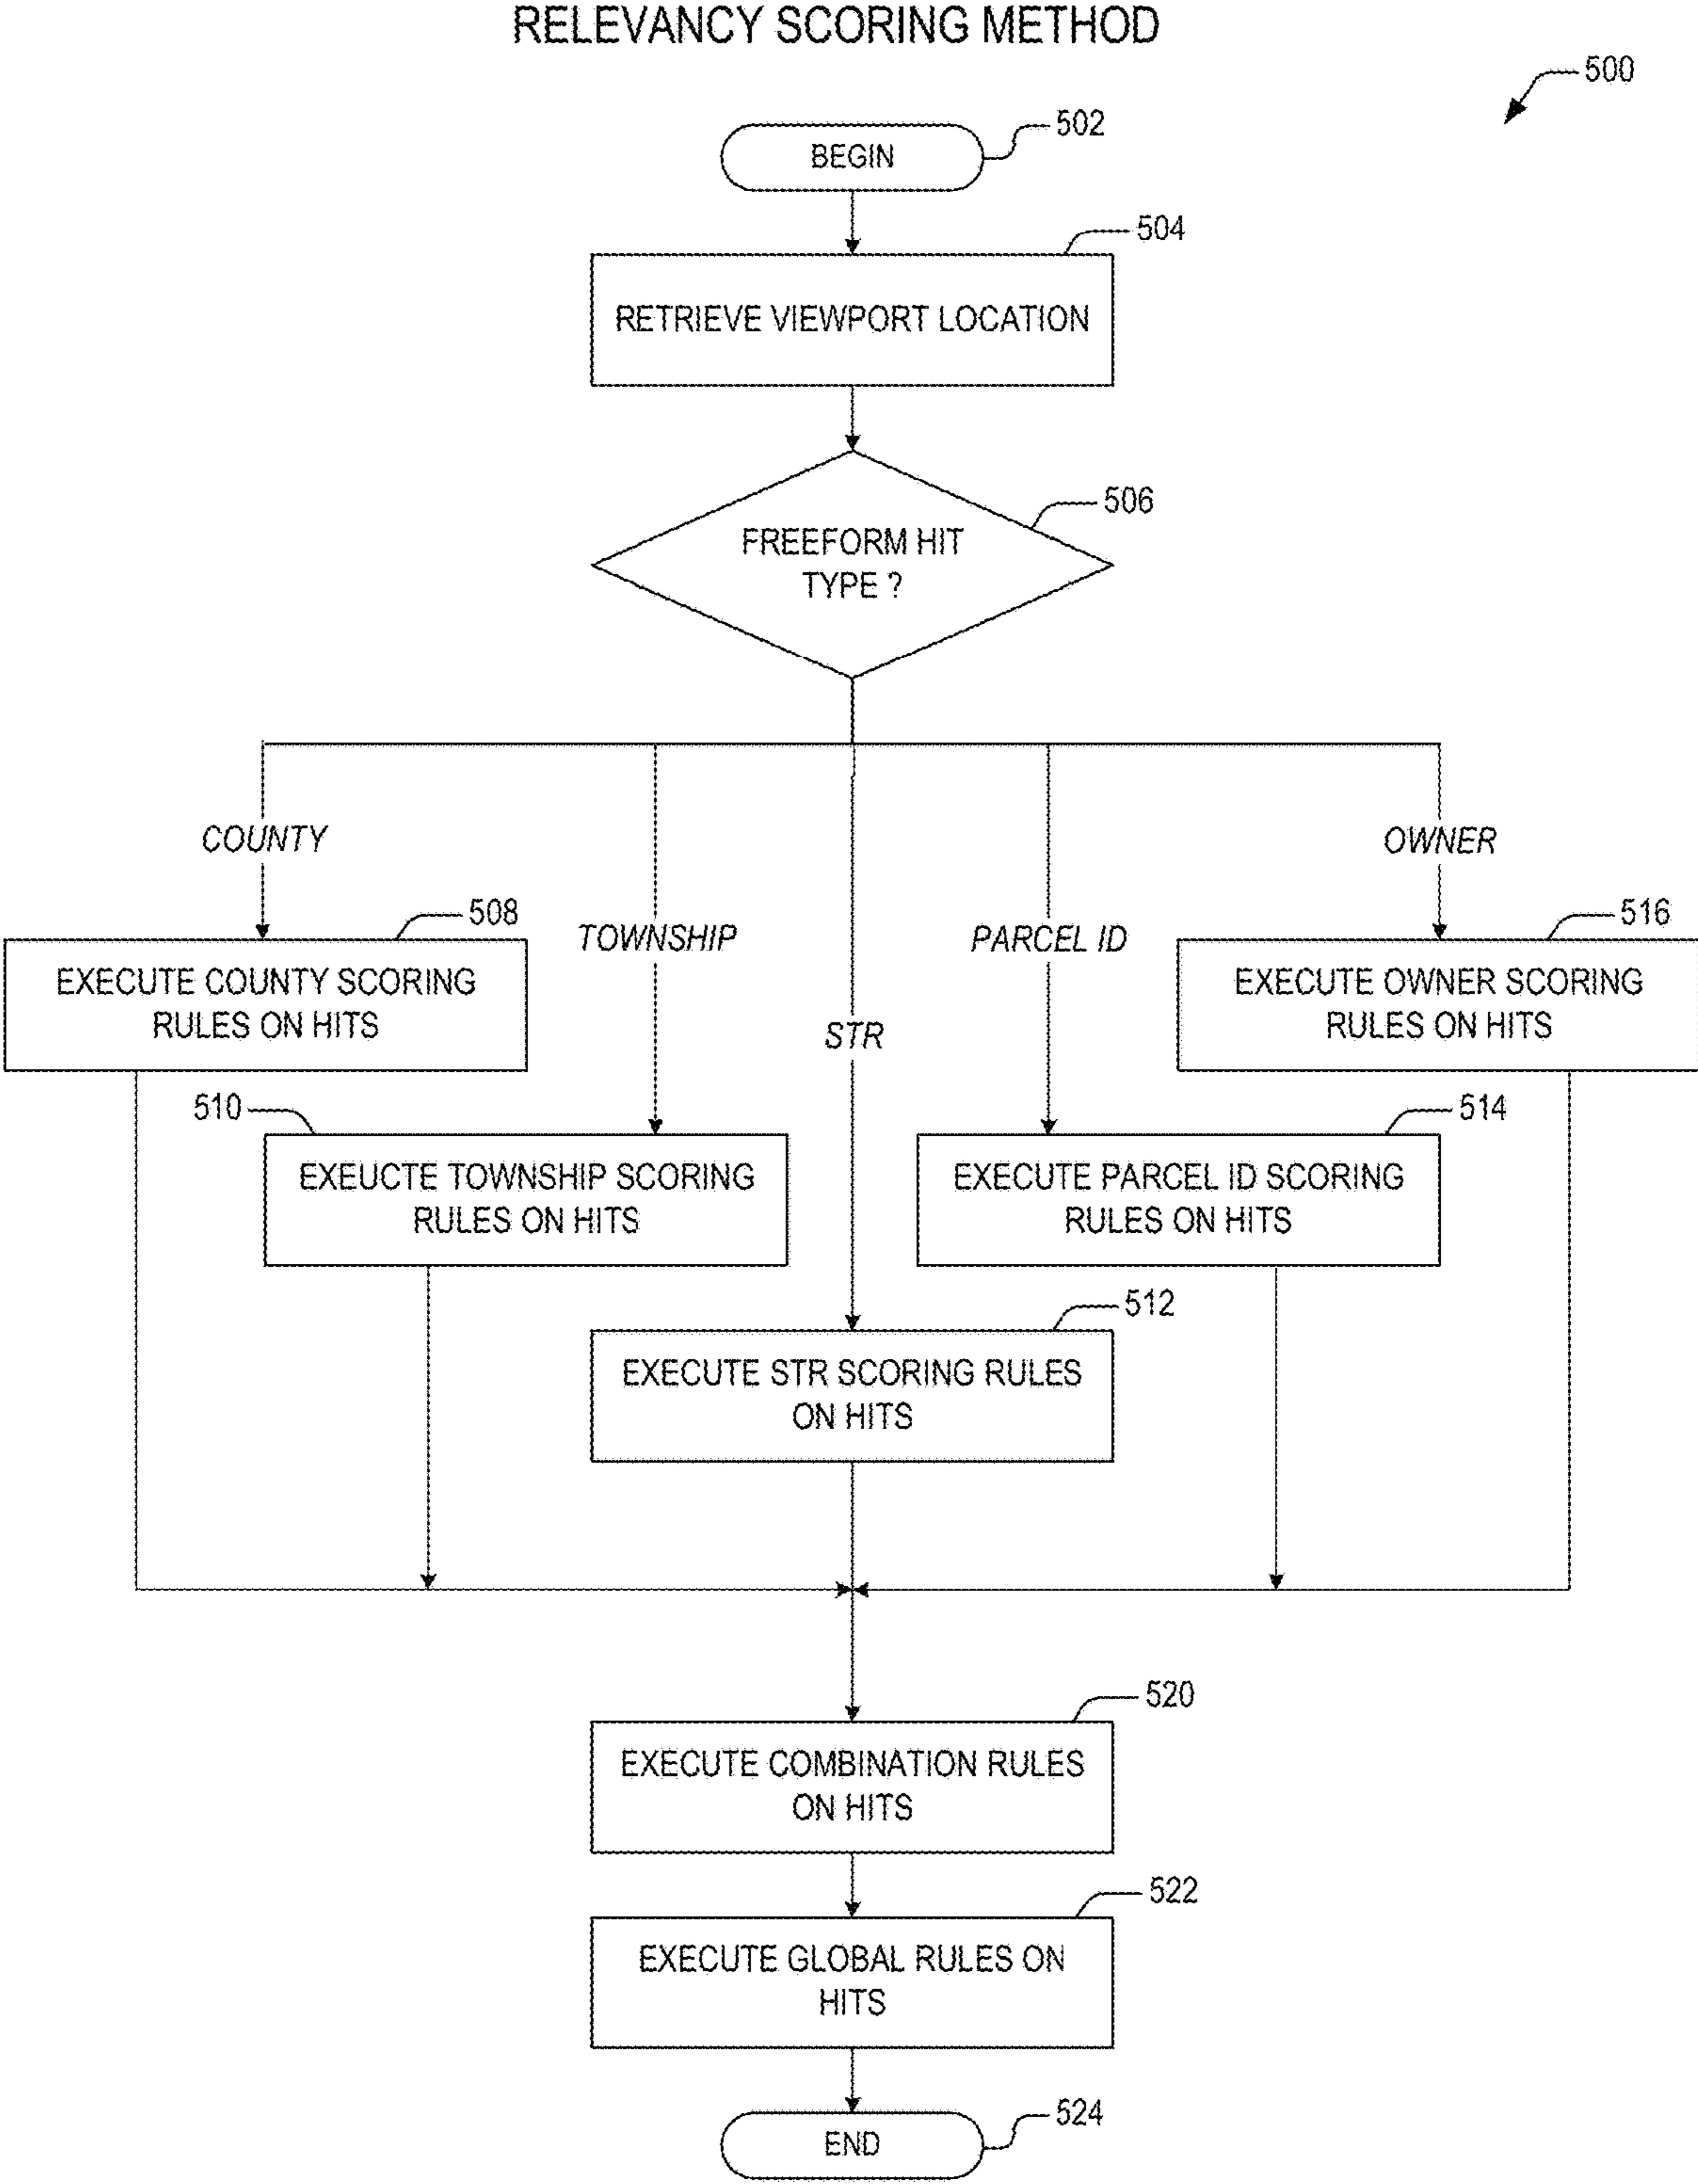 RELEVANCY SCORING METHOD
500
502
BEGIN
504
RETRIEVE VIEWPORT LOCATION
506
FREEFORM HIT
TYPE ?
COUNTY
OWNER
508
TOWNSHIP
PARCEL ID
516
EXECUTE COUNTY SCORING
RULES ON HITS
EXECUTE OWNER SCORING
RULES ON HITS
STR
510
514
EXEUCTE TOWNSHIP SCORING
RULES ON HITS
EXECUTE PARCEL ID SCORING
RULES ON HITS
512
EXECUTE STR SCORING RULES
ON HITS
520
EXECUTE COMBINATION RULES
ON HITS
522
EXECUTE GLOBAL RULES ON
HITS
524
END